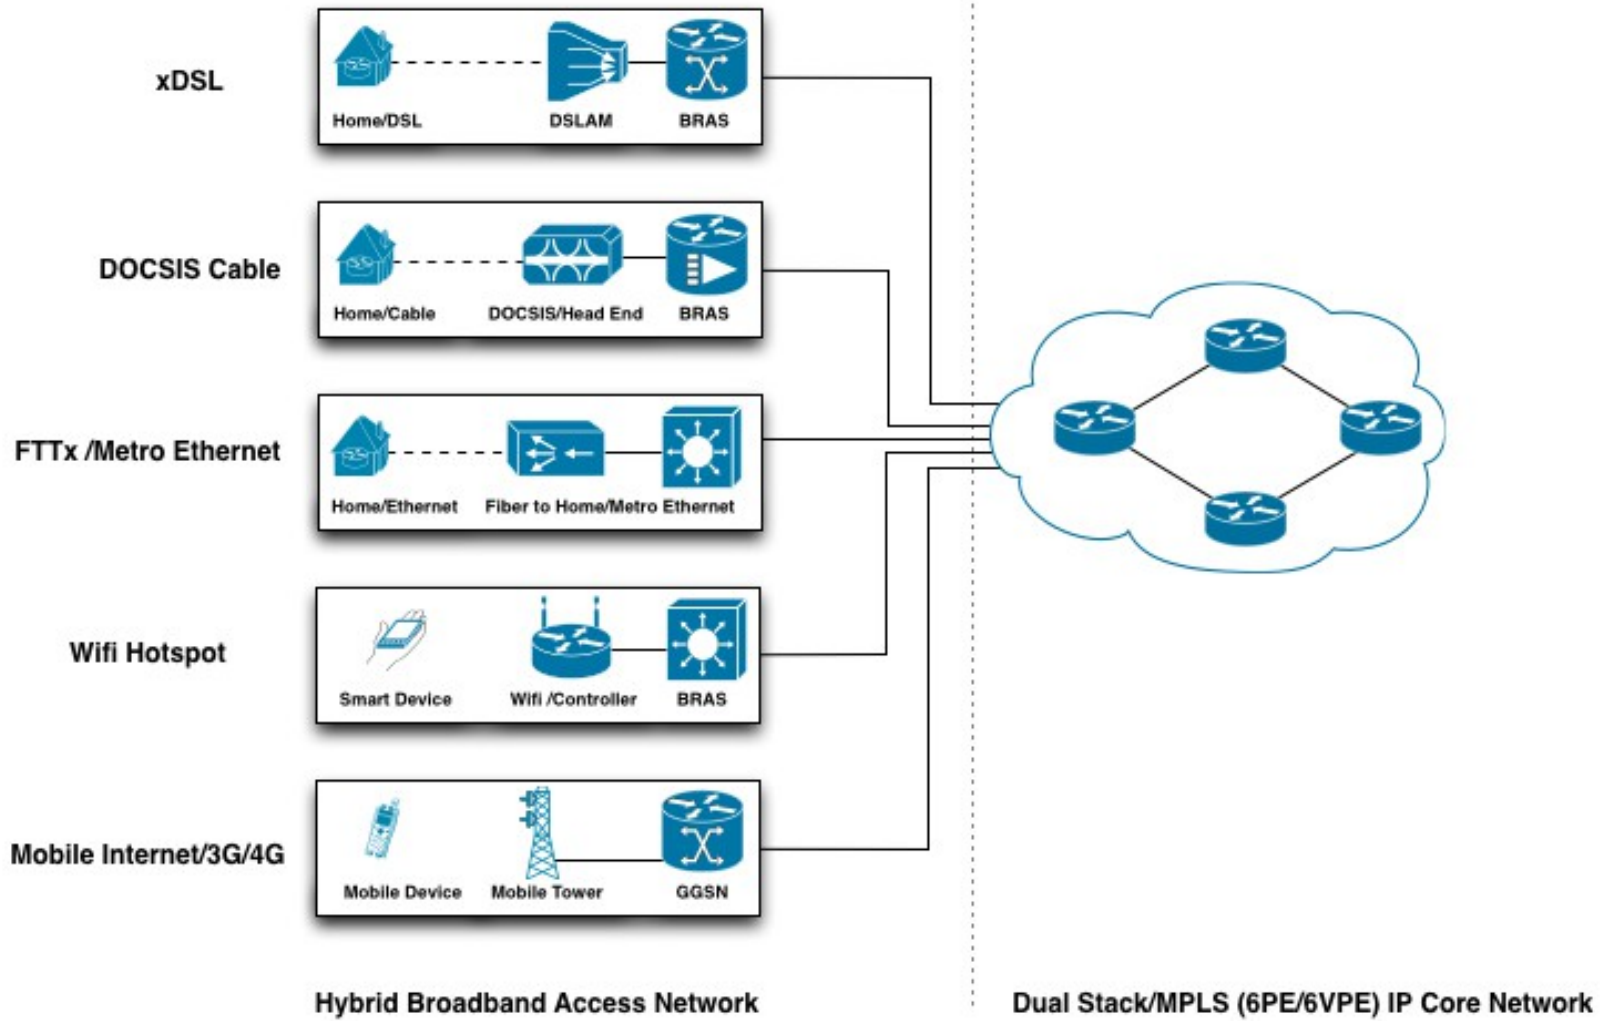 xDSL
Home/DSL
DSLAM
BRAS
DOCSIS Cable
Home/Cable
DOCSIS/Head End
BRAS
FTTx /Metro Ethernet
Home/Ethernet
Fiber to Home/Metro Ethernet
Wifi Hotspot
Smart Device
Wifi /Controller
BRAS
Mobile Internet/3G/4G
Mobile Device
Mobile Tower
GGSN
Hybrid Broadband Access Network
Dual Stack/MPLS (6PE/6VPE) IP Core Network